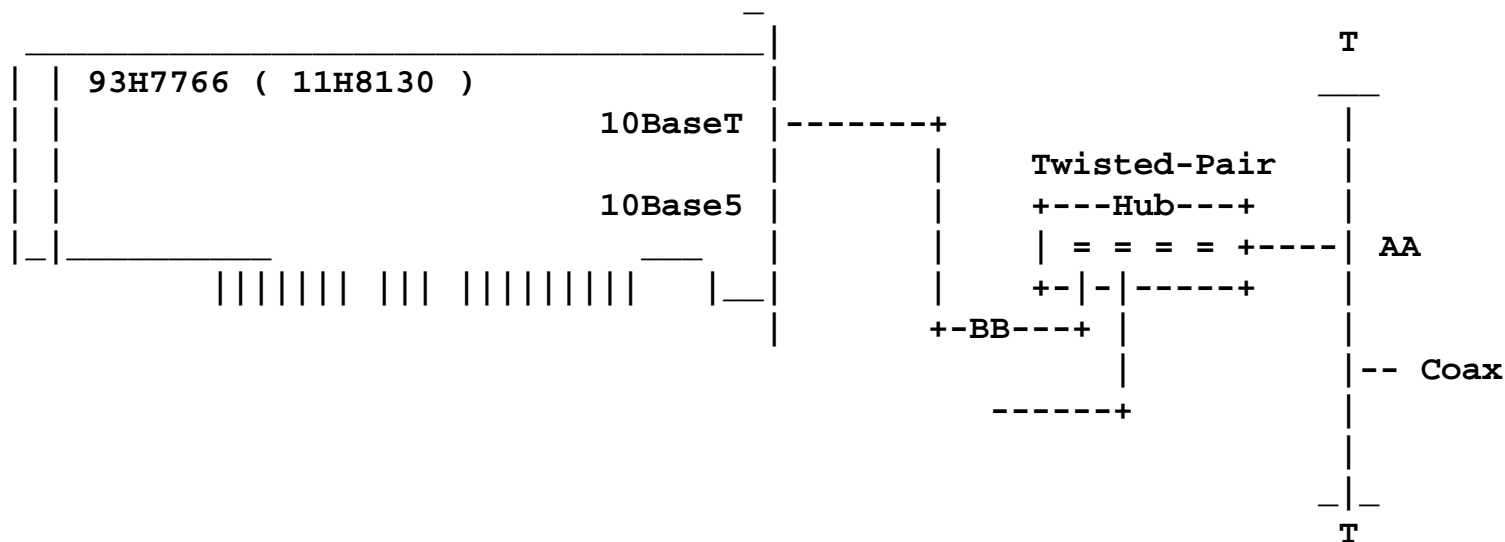 T
93H7766 ( 11H8130 )
10BaseT
Twisted-Pair
10Base5 Hub
= = = = AA
BB
Coax
T